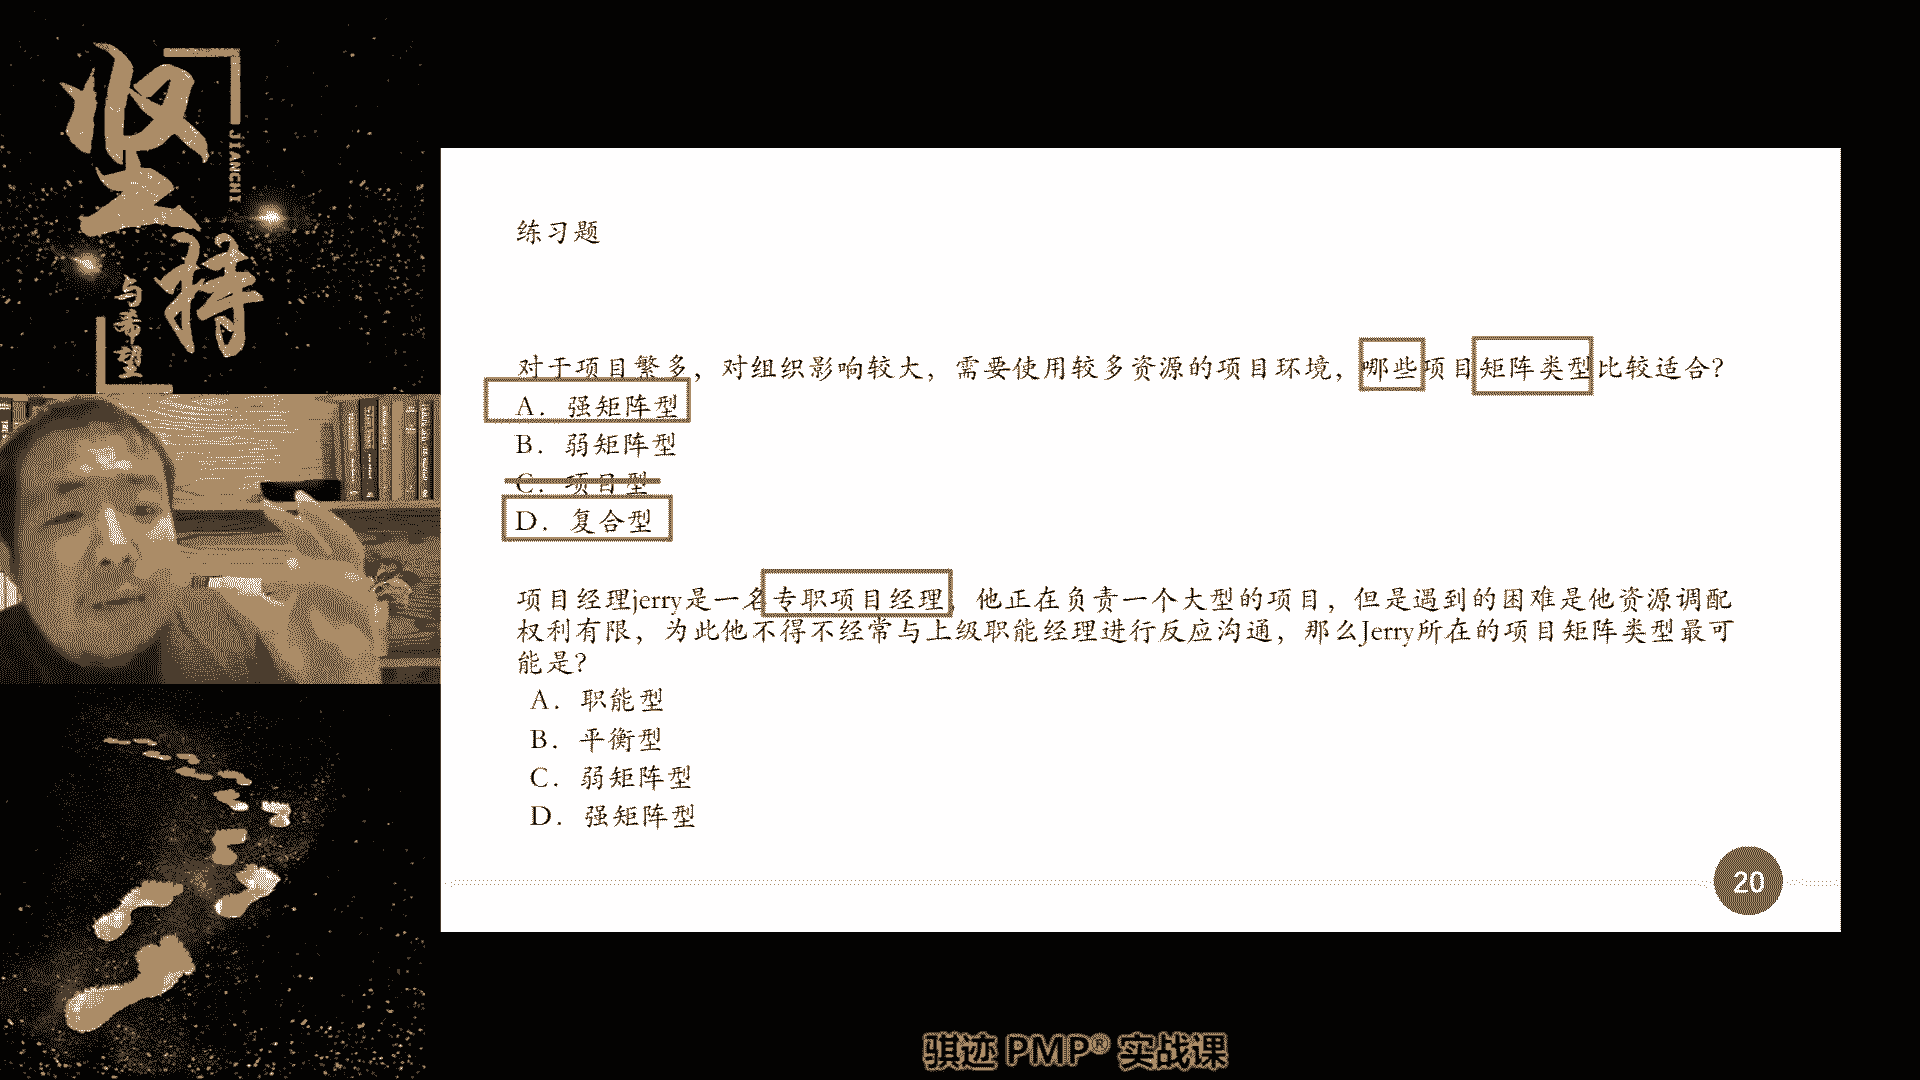 坚持
JIANCHI
与希望
练习题
对于项目繁多，对组织影响较大，需要使用较多资源的项目环境，哪些项目矩阵类型比较适合？
A. 强矩阵型
B. 弱矩阵型
C. 项目型
D. 复合型
项目经理jerry是一名专职项目经理，他正在负责一个大型的项目，但是遇到的困难是他资源调配
权利有限，为此他不得不经常与上级职能经理进行反应沟通，那么Jerry所在的项目矩阵类型最可
能是？
A. 职能型
B. 平衡型
C. 弱矩阵型
D. 强矩阵型
20
骐迹 PMP® 实战课